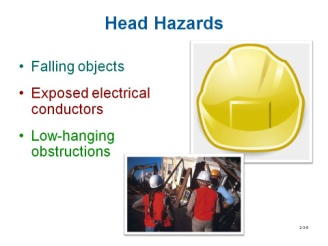 Head Hazards
• Falling objects
• Exposed electrical
conductors
• Low-hanging
obstructions